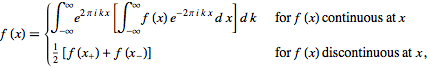 f(x) = { ∫_{-∞}^{∞} e^{2πikx} [∫_{-∞}^{∞} f(x) e^{-2πikx} dx] dk for f(x) continuous at x
1/2 [f(x₊) + f(x₋)] for f(x) discontinuous at x,